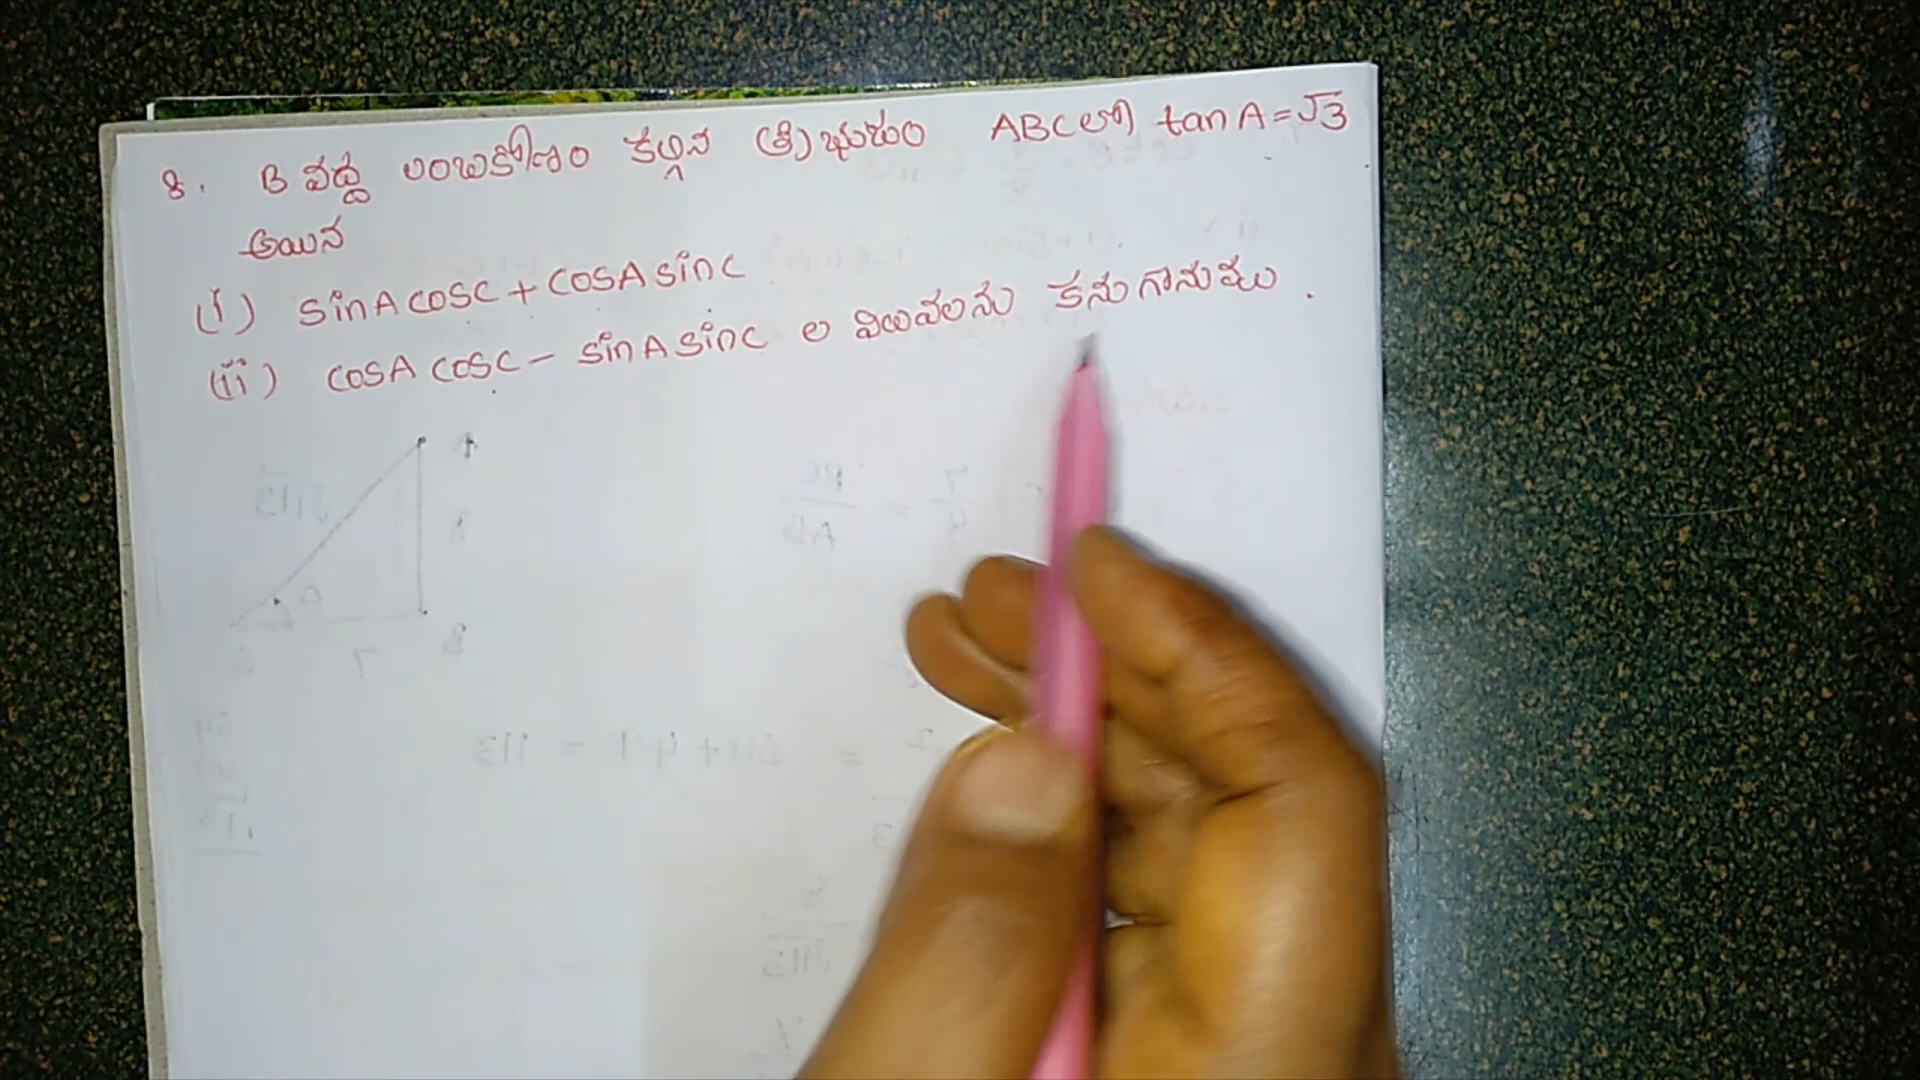 8. B వద్ద లంబకోణం కల్గిన త్రిభుజం ABCలో tan A = √3
అయిన
(i) sinA cosC + cosA sinC
(ii) cosA cosC - sinA sinC ల విలువలను కనుగొనుము.